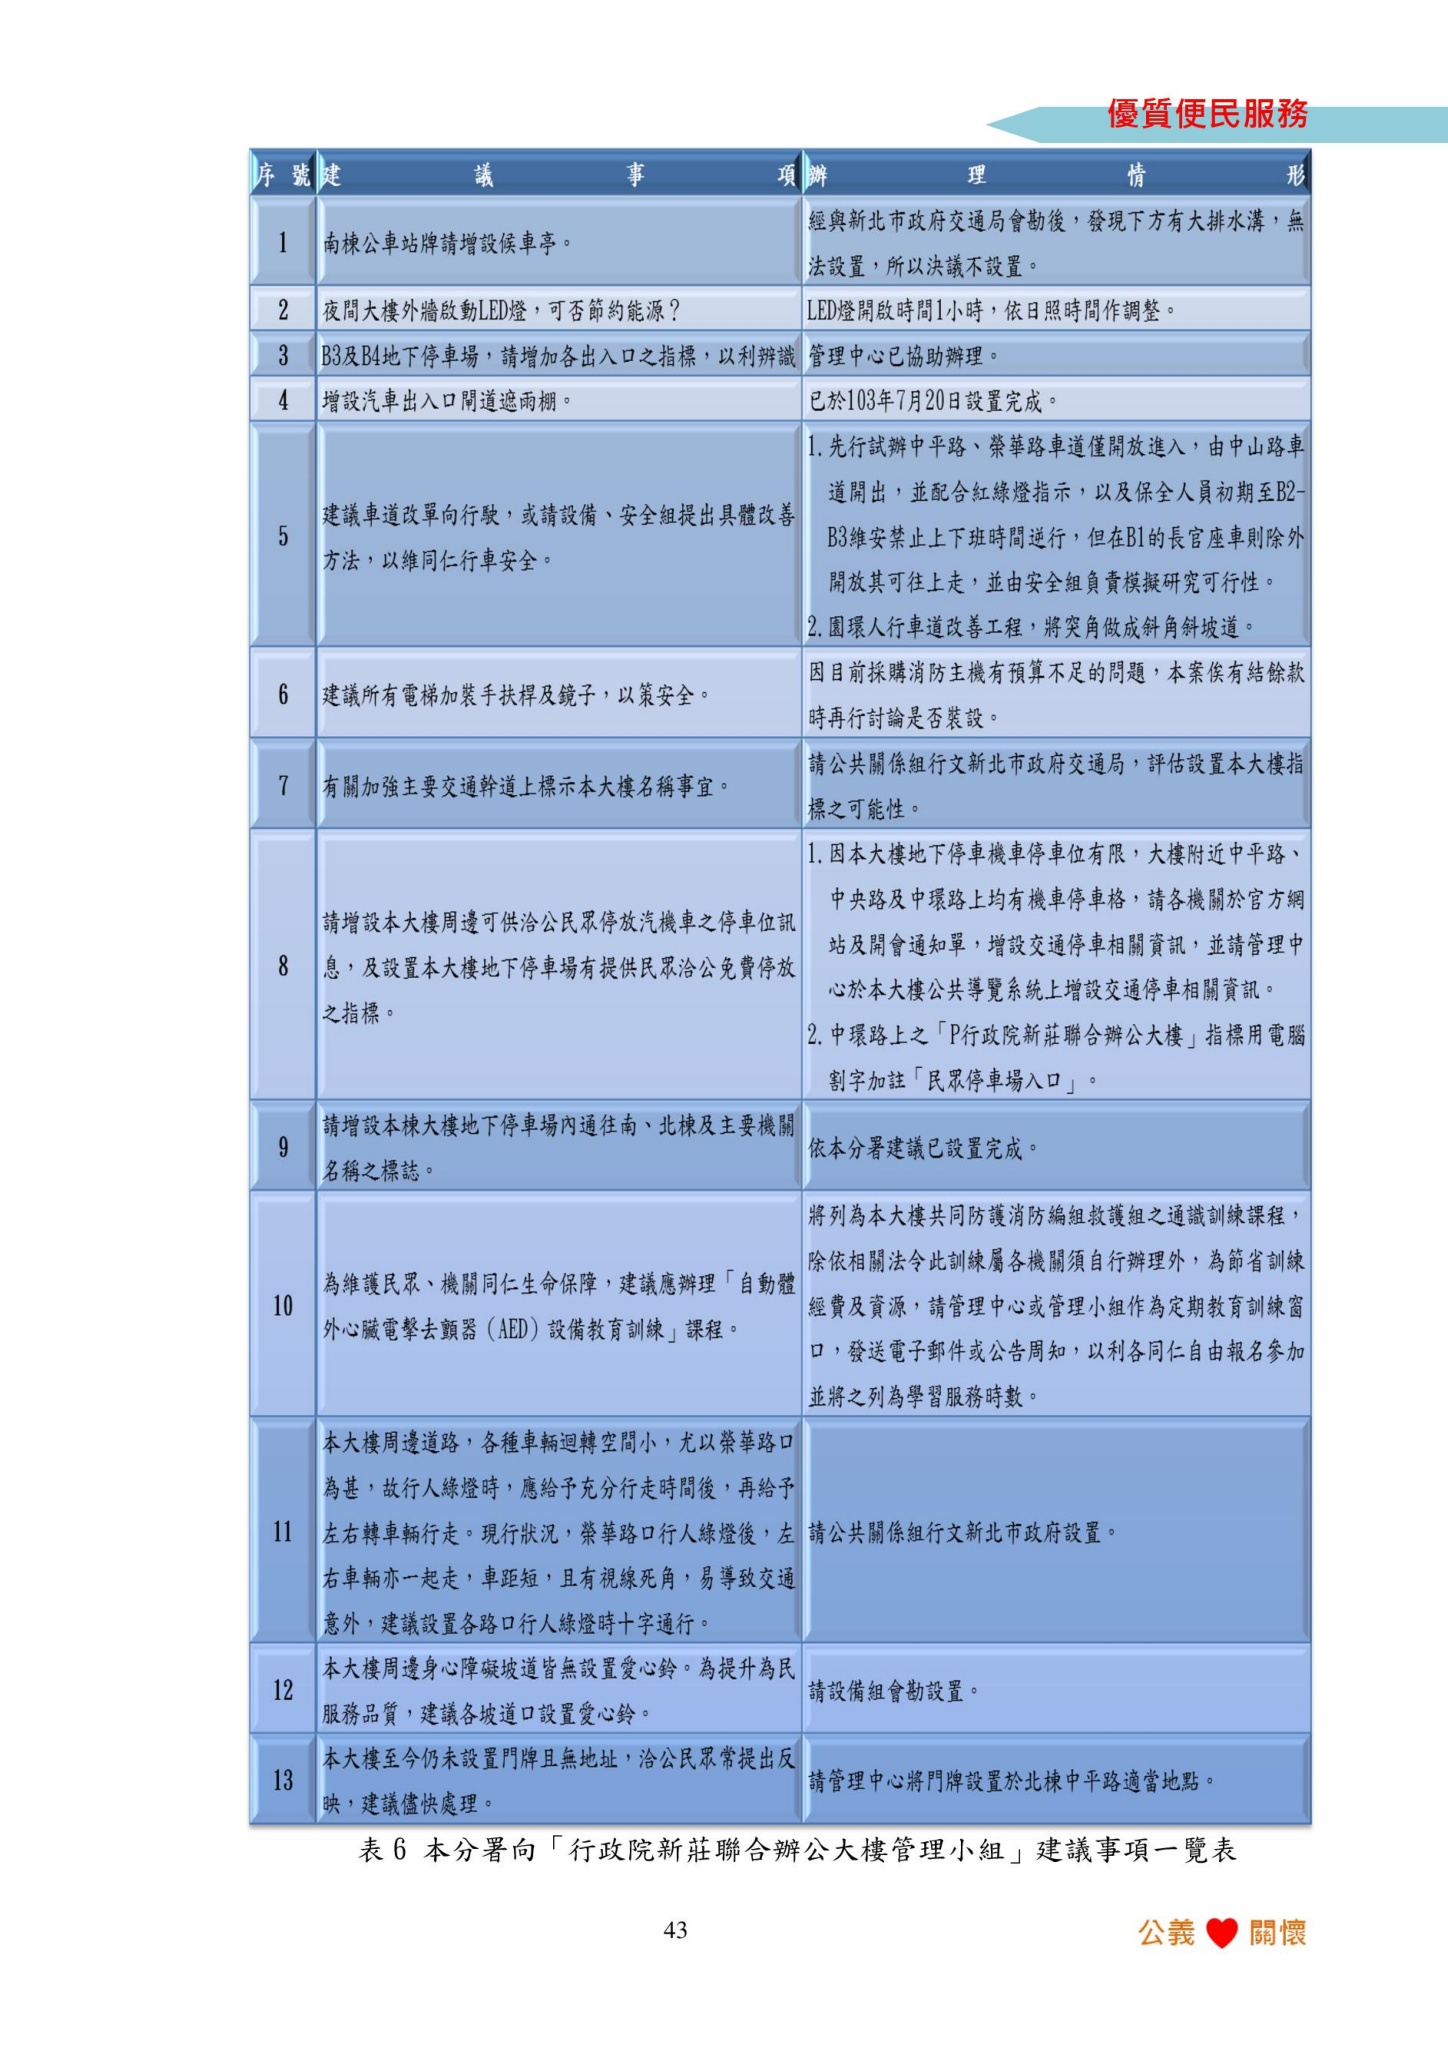 優質便民服務
序號 建議事項 辦理情形
1 南棟公車站牌請增設候車亭。
經與新北市政府交通局會勘後，發現下方有大排水溝，無
法設置，所以決議不設置。
2 夜間大樓外牆啟動LED燈，可否節約能源？ LED燈開啟時間1小時，依日照時間作調整。
3 B3及B4地下停車場，請增加各出入口之指標，以利辨識 管理中心已協助辦理。
4 增設汽車出入口閘道遮雨棚。 已於103年7月20日設置完成。
5
建議車道改單向行駛，或請設備、安全組提出具體改善
方法，以維同仁行車安全。
1.先行試辦中平路、榮華路車道僅開放進入，由中山路車
道開出，並配合紅綠燈指示，以及保全人員初期至B2-
B3維安禁止上下班時間逆行，但在B1的長官座車則除外
開放其可往上走，並由安全組負責模擬研究可行性。
2.園環人行車道改善工程，將突角做成斜角斜坡道。
6 建議所有電梯加裝手扶桿及鏡子，以策安全。
因目前採購消防主機有預算不足的問題，本案俟有結餘款
時再行討論是否裝設。
7 有關加強主要交通幹道上標示本大樓名稱事宜。
請公共關係組行文新北市政府交通局，評估設置本大樓指
標之可能性。
8
請增設本大樓周邊可供洽公民眾停放汽機車之停車位訊
息，及設置本大樓地下停車場有提供民眾洽公免費停放
之指標。
1.因本大樓地下停車機車停車位有限，大樓附近中平路、
中央路及中環路上均有機車停車格，請各機關於官方網
站及開會通知單，增設交通停車相關資訊，並請管理中
心於本大樓公共導覽系統上增設交通停車相關資訊。
2.中環路上之「P行政院新莊聯合辦公大樓」指標用電腦
割字加註「民眾停車場入口」。
9
請增設本棟大樓地下停車場內通往南、北棟及主要機關
名稱之標誌。
依本分署建議已設置完成。
10
為維護民眾、機關同仁生命保障，建議應辦理「自動體
外心臟電擊去顫器（AED）設備教育訓練」課程。
將列為本大樓共同防護消防編組救護組之通識訓練課程，
除依相關法令此訓練屬各機關須自行辦理外，為節省訓練
經費及資源，請管理中心或管理小組作為定期教育訓練窗
口，發送電子郵件或公告周知，以利各同仁自由報名參加
並將之列為學習服務時數。
11
本大樓周邊道路，各種車輛迴轉空間小，尤以榮華路口
為甚，故行人綠燈時，應給予充分行走時間後，再給予
左右轉車輛行走。現行狀況，榮華路口行人綠燈後，左
右車輛亦一起走，車距短，且有視線死角，易導致交通
意外，建議設置各路口行人綠燈時十字通行。
請公共關係組行文新北市政府設置。
12
本大樓周邊身心障礙坡道皆無設置愛心鈴。為提升為民
服務品質，建議各坡道口設置愛心鈴。
請設備組會勘設置。
13
本大樓至今仍未設置門牌且無地址，洽公民眾常提出反
映，建議儘快處理。
請管理中心將門牌設置於北棟中平路適當地點。
表 6 本分署向「行政院新莊聯合辦公大樓管理小組」建議事項一覽表
43
公義 關懷